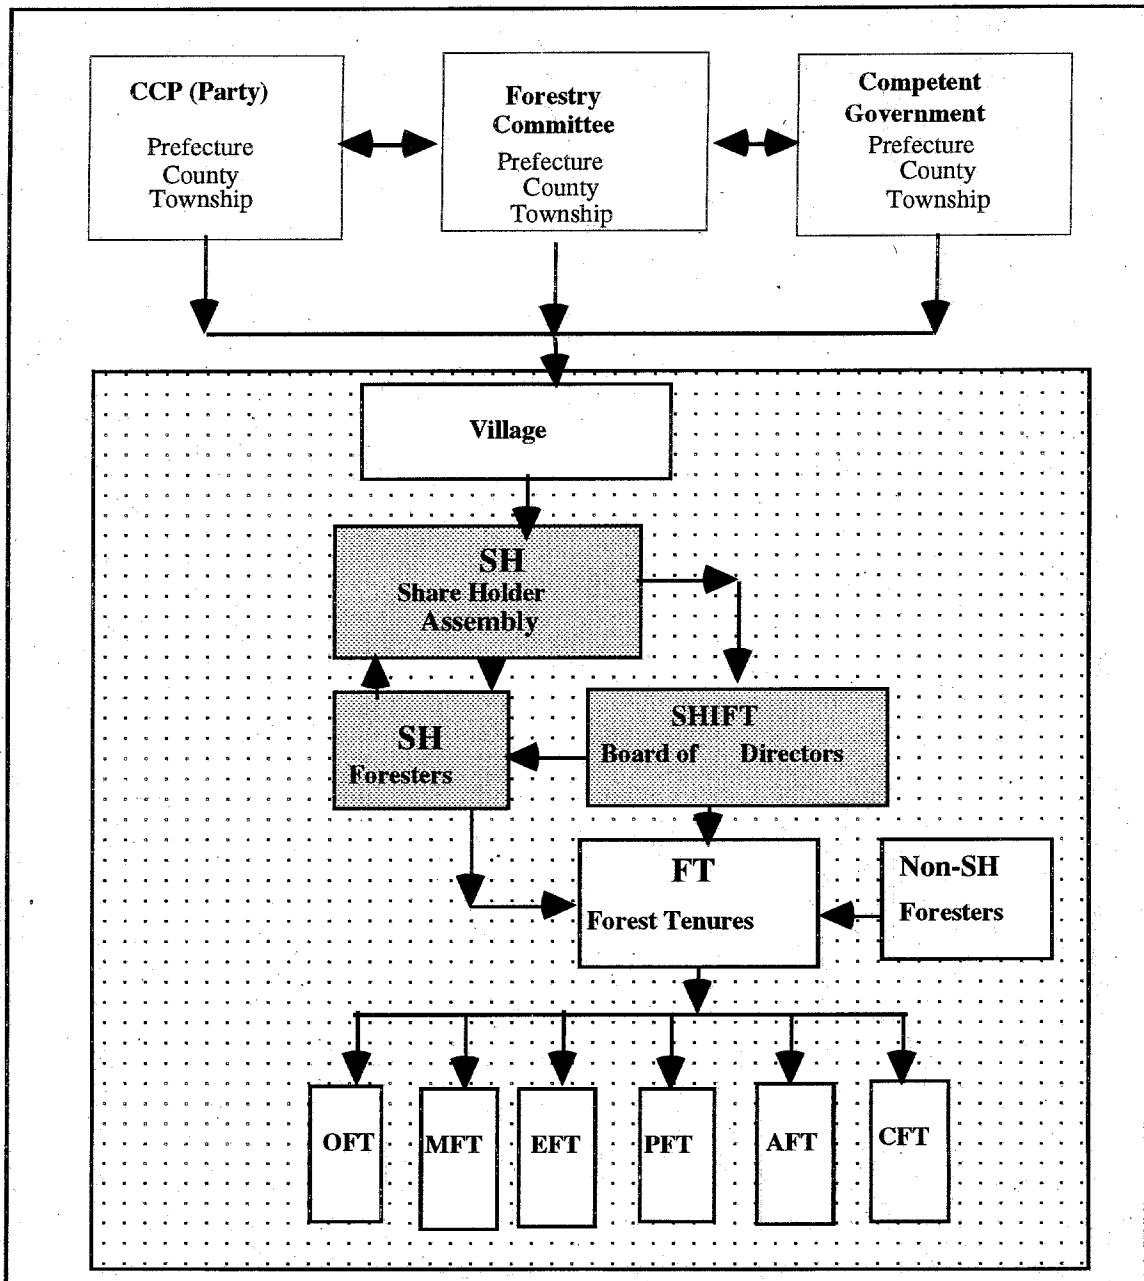 CCP (Party)
Prefecture
County
Township
Forestry
Committee
Prefecture
County
Township
Competent
Government
Prefecture
County
Township
Village
SH
Share Holder
Assembly
SH
Foresters
SHIFT
Board of Directors
FT
Forest Tenures
Non-SH
Foresters
OFT
MFT
EFT
PFT
AFT
CFT